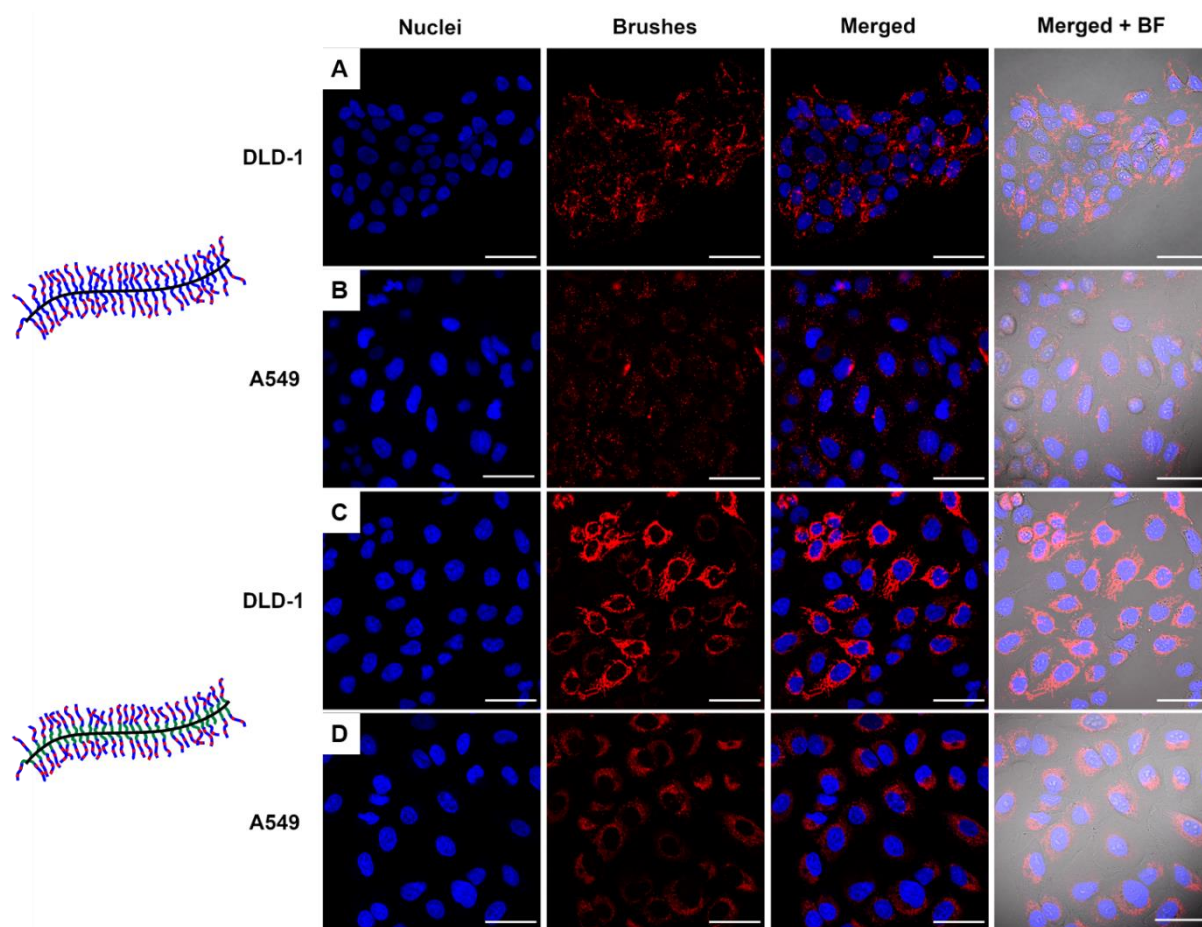 Nuclei Brushes Merged Merged + BF
A
DLD-1
B
A549
C
DLD-1
D
A549